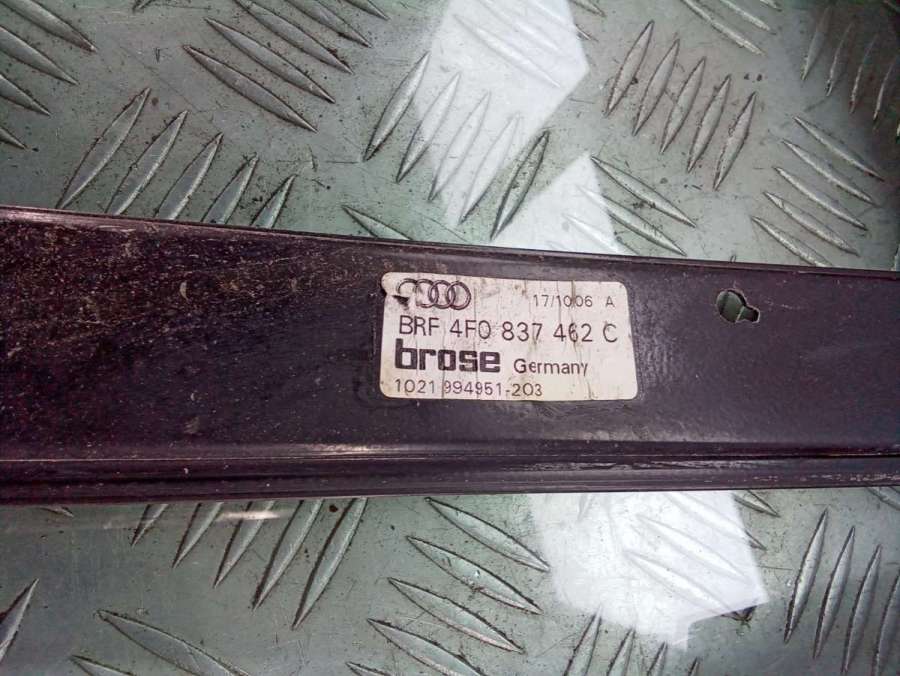 17/10.06 A
BRF 4F0 837 462 C
brose Germany
1021 994951-203